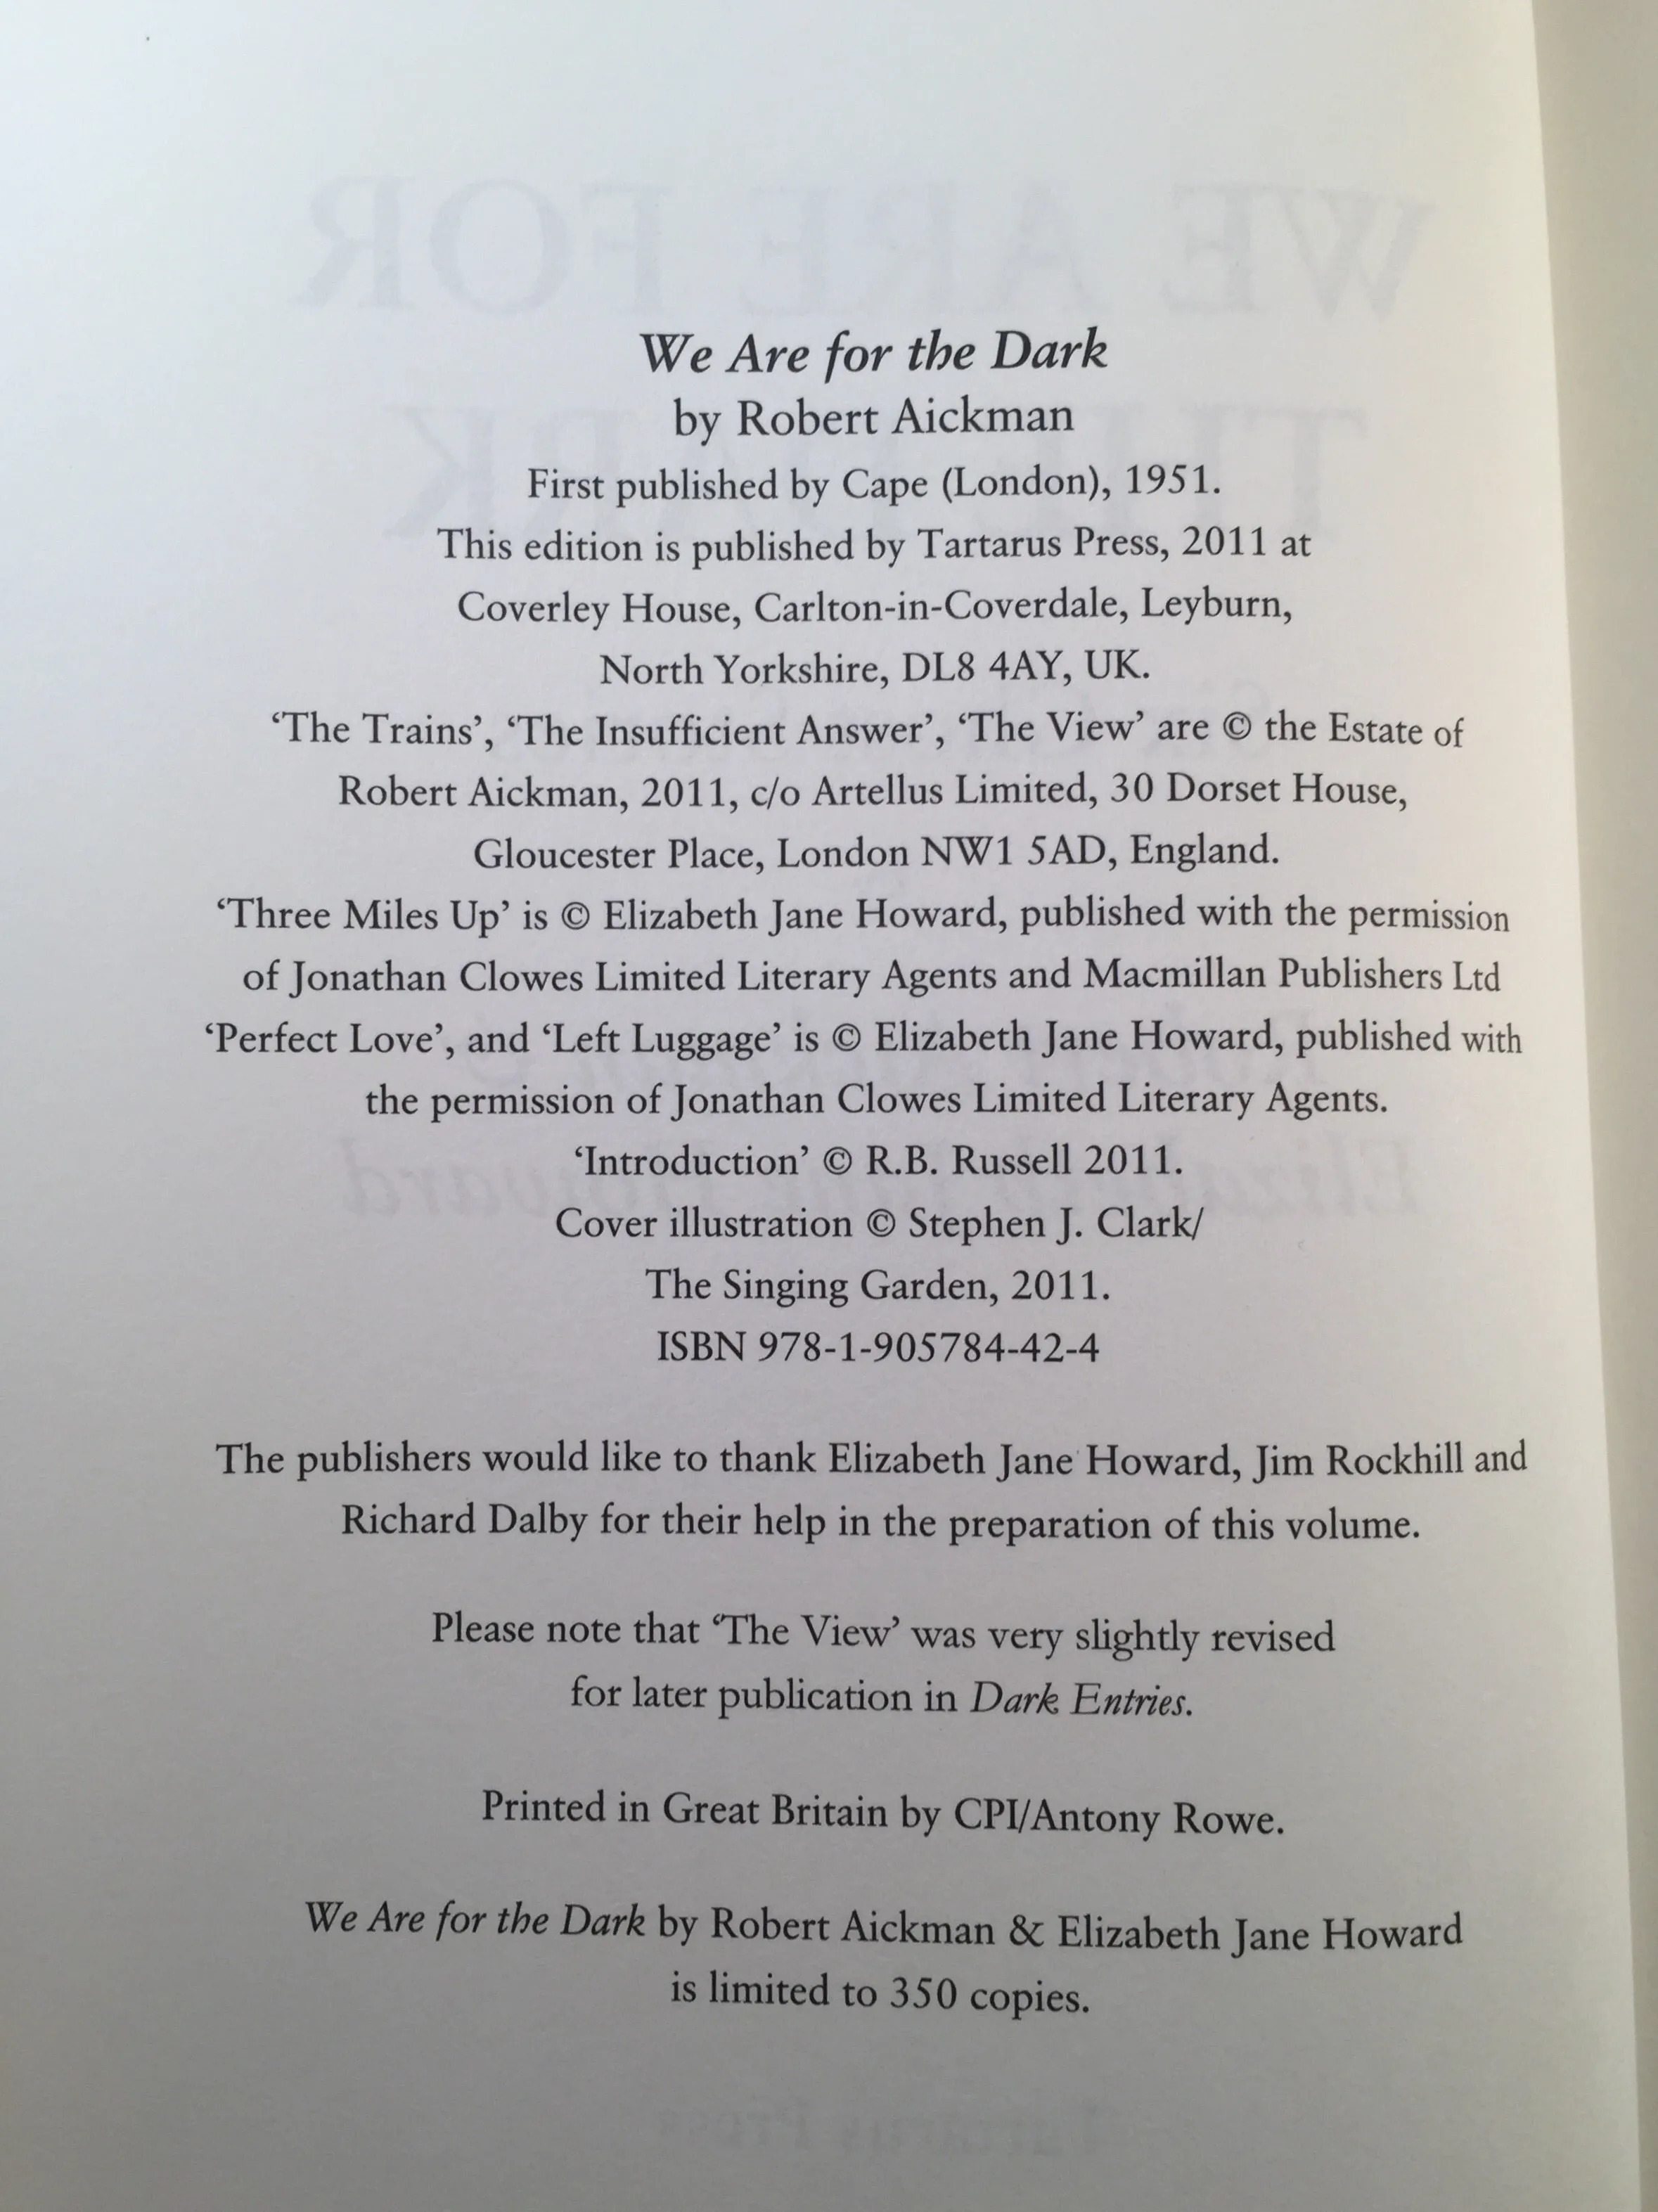 We Are for the Dark
by Robert Aickman
First published by Cape (London), 1951.
This edition is published by Tartarus Press, 2011 at
Coverley House, Carlton-in-Coverdale, Leyburn,
North Yorkshire, DL8 4AY, UK.
‘The Trains’, ‘The Insufficient Answer’, ‘The View’ are © the Estate of
Robert Aickman, 2011, c/o Artellus Limited, 30 Dorset House,
Gloucester Place, London NW1 5AD, England.
‘Three Miles Up’ is © Elizabeth Jane Howard, published with the permission
of Jonathan Clowes Limited Literary Agents and Macmillan Publishers Ltd
‘Perfect Love’, and ‘Left Luggage’ is © Elizabeth Jane Howard, published with
the permission of Jonathan Clowes Limited Literary Agents.
‘Introduction’ © R.B. Russell 2011.
Cover illustration © Stephen J. Clark/
The Singing Garden, 2011.
ISBN 978-1-905784-42-4
The publishers would like to thank Elizabeth Jane Howard, Jim Rockhill and
Richard Dalby for their help in the preparation of this volume.
Please note that ‘The View’ was very slightly revised
for later publication in Dark Entries.
Printed in Great Britain by CPI/Antony Rowe.
We Are for the Dark by Robert Aickman & Elizabeth Jane Howard
is limited to 350 copies.